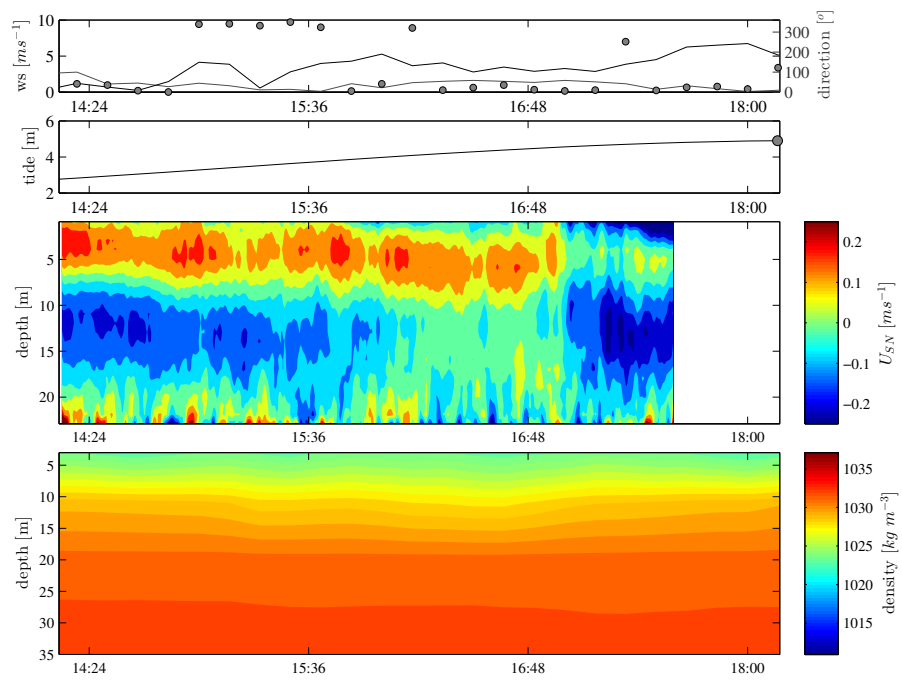 10
5
0
ws [ms⁻¹]
300
200
100
0
direction [°]
14:24 15:36 16:48 18:00
6
4
2
tide [m]
14:24 15:36 16:48 18:00
5
10
15
20
depth [m]
0.2
0.1
0
−0.1
−0.2
U_SN [ms⁻¹]
14:24 15:36 16:48 18:00
5
10
15
20
25
30
35
depth [m]
1035
1030
1025
1020
1015
density [kg m⁻³]
14:24 15:36 16:48 18:00